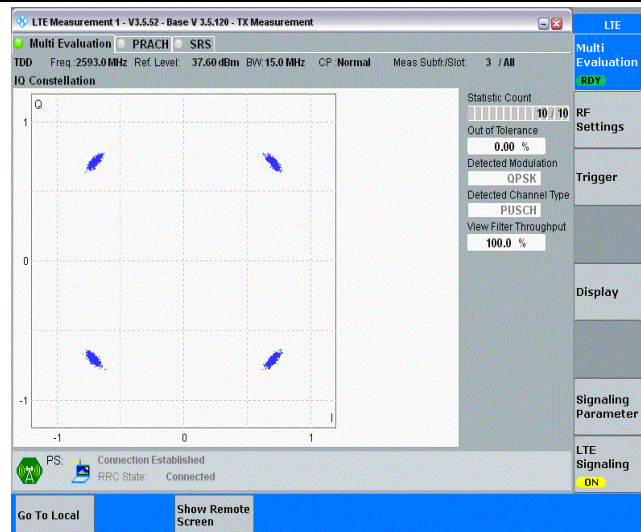 LTE Measurement 1 - V3.5.52 - Base V 3.5.120 - TX Measurement
LTE
Multi Evaluation PRACH SRS
Multi
Evaluation
RDY
TDD Freq.:2593.0 MHz Ref. Level: 37.60 dBm BW:15.0 MHz CP :Normal Meas Subfr./Slot: 3 / All
IQ Constellation
Statistic Count
10 / 10
Out of Tolerance
0.00 %
Detected Modulation
QPSK
Detected Channel Type
PUSCH
View Filter Throughput
100.0 %
Q
1
0
-1
I
-1 0 1
RF
Settings
Trigger
Display
Signaling
Parameter
LTE
Signaling
ON
PS: Connection Established
RRC State: Connected
Go To Local
Show Remote
Screen